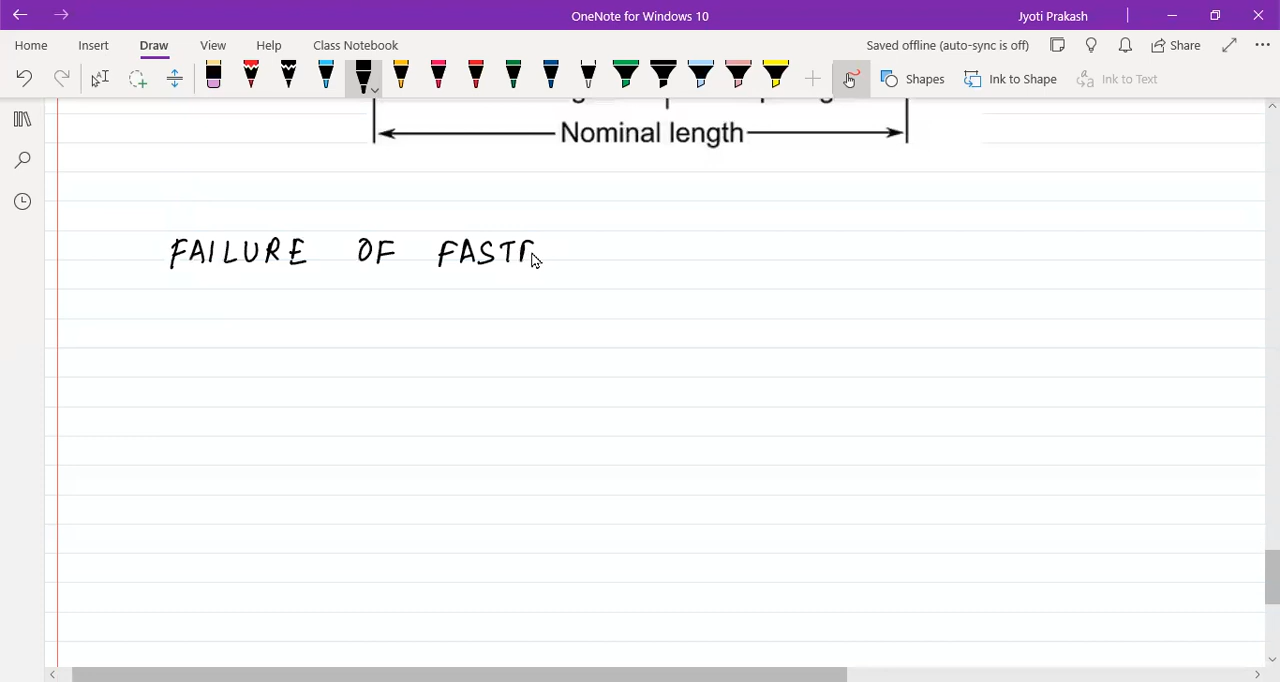 OneNote for Windows 10
Jyoti Prakash
Home Insert Draw View Help Class Notebook
Saved offline (auto-sync is off) Share
Shapes Ink to Shape Ink to Text
Nominal length
FAILURE OF